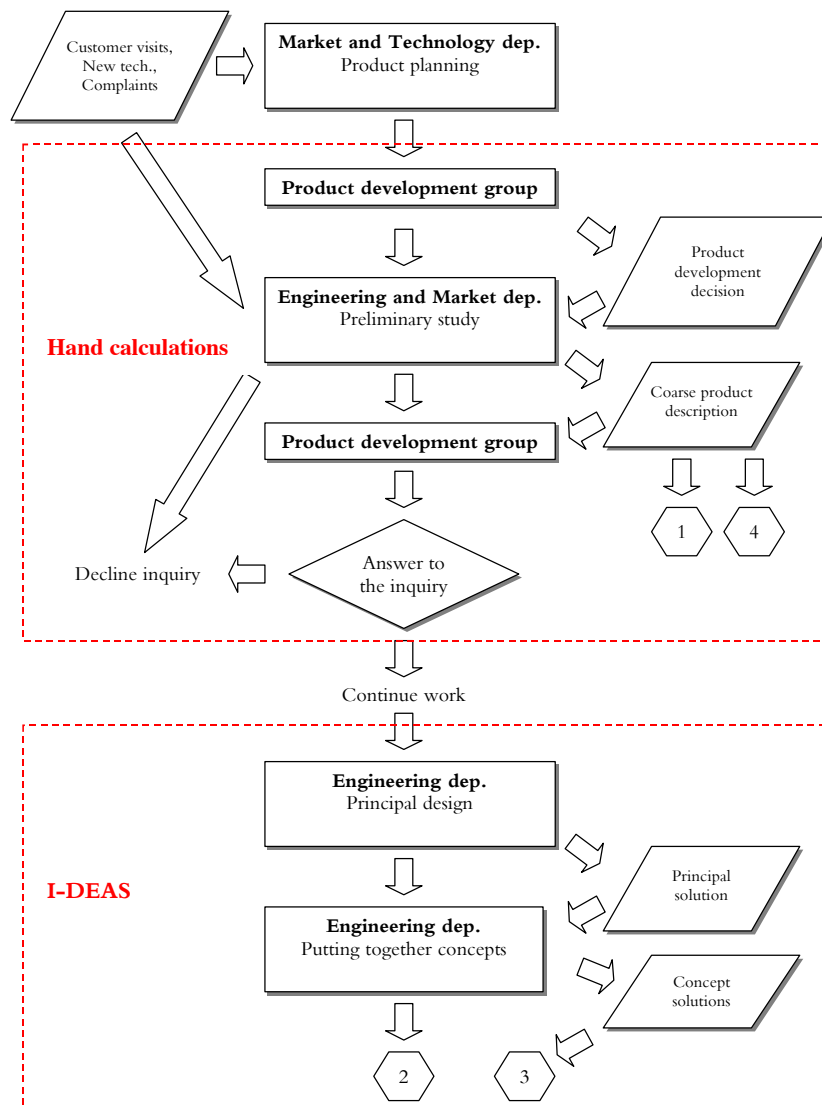 Customer visits,
New tech.,
Complaints
Market and Technology dep.
Product planning
Product development group
Product
development
decision
Engineering and Market dep.
Preliminary study
Hand calculations
Coarse product
description
Product development group
1
4
Answer to
the inquiry
Decline inquiry
Continue work
Engineering dep.
Principal design
Principal
solution
I-DEAS
Engineering dep.
Putting together concepts
Concept
solutions
2
3